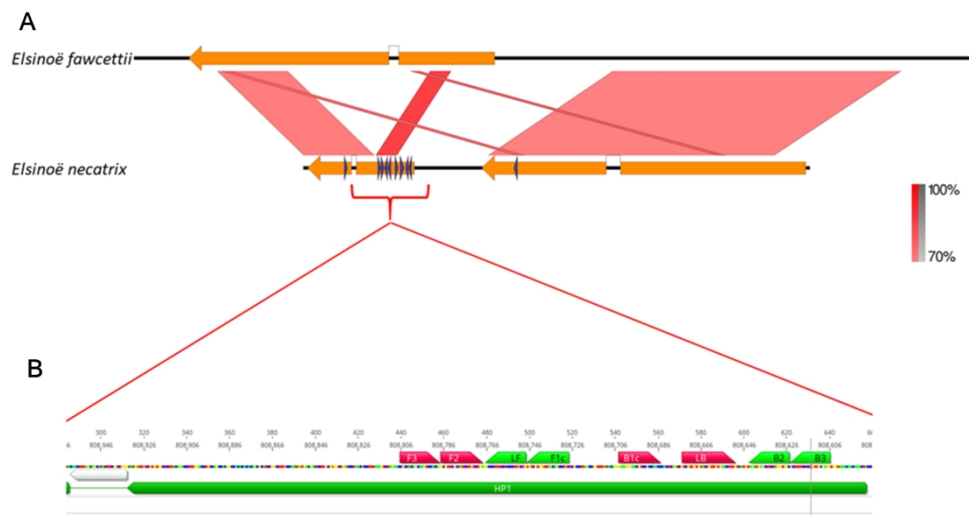 A
Elsinoë fawcettii
Elsinoë necatrix
100%
70%
B
300 320 340 360 380 400 420 440 460 480 500 520 540 560 580 600 620 640 6
6 808,946 808,926 808,906 808,886 808,866 808,846 808,826 808,806 808,786 808,766 808,746 808,726 808,706 808,686 808,666 808,646 808,626 808,606 808
F3 F2 LF F1c B1c LB B2 B3
HP1